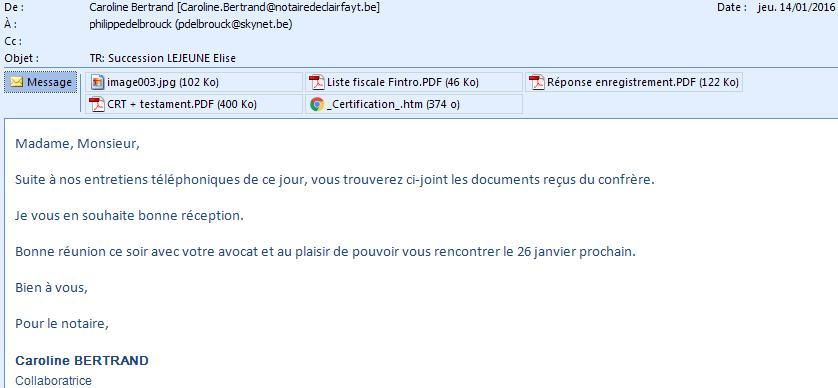 De : Caroline Bertrand [Caroline.Bertrand@notairedeclairfayt.be] Date : jeu. 14/01/2016
À : philippedelbrouck (pdelbrouck@skynet.be)
Cc :
Objet : TR: Succession LEJEUNE Elise
Message image003.jpg (102 Ko) Liste fiscale Fintro.PDF (46 Ko) Réponse enregistrement.PDF (122 Ko)
CRT + testament.PDF (400 Ko) _Certification_.htm (374 o)
Madame, Monsieur,
Suite à nos entretiens téléphoniques de ce jour, vous trouverez ci-joint les documents reçus du confrère.
Je vous en souhaite bonne réception.
Bonne réunion ce soir avec votre avocat et au plaisir de pouvoir vous rencontrer le 26 janvier prochain.
Bien à vous,
Pour le notaire,
Caroline BERTRAND
Collaboratrice